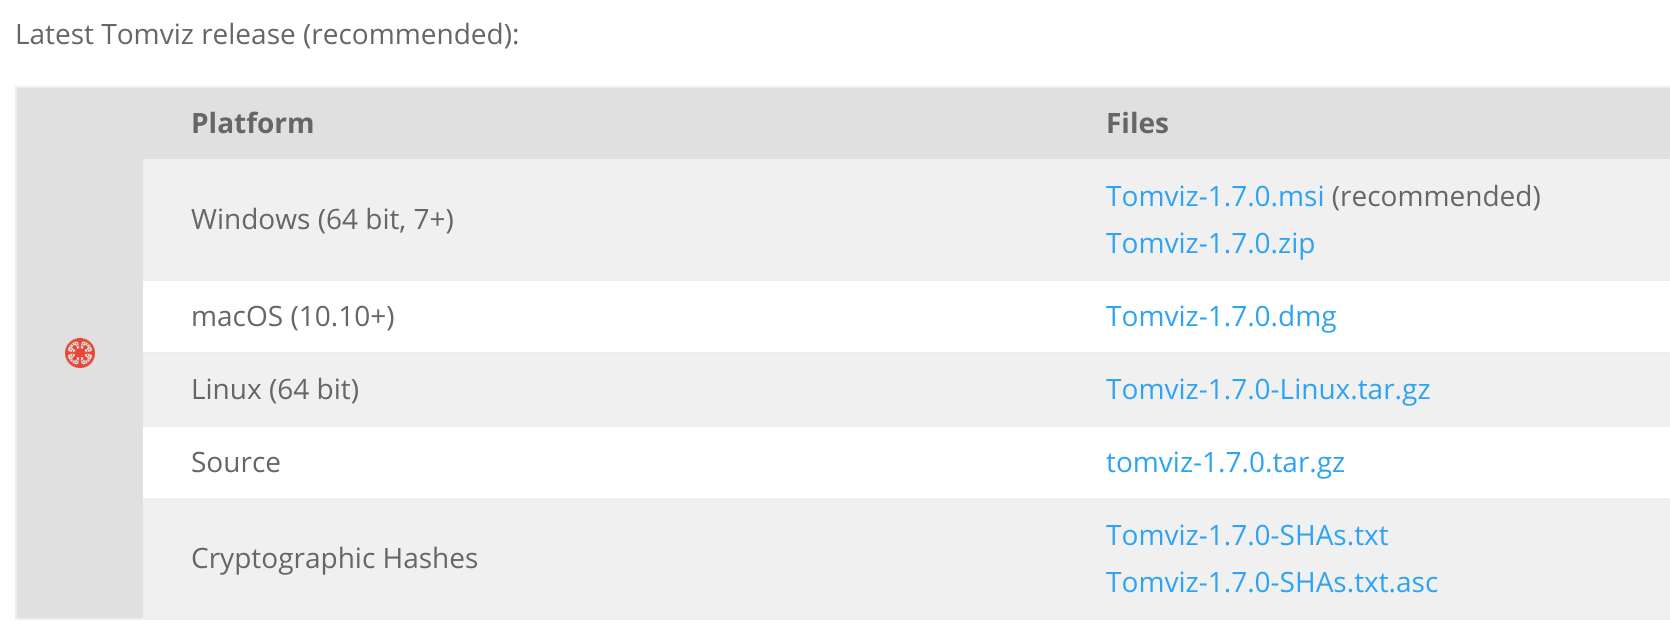 Latest Tomviz release (recommended):
Platform Files
Windows (64 bit, 7+) Tomviz-1.7.0.msi (recommended)
Tomviz-1.7.0.zip
macOS (10.10+) Tomviz-1.7.0.dmg
Linux (64 bit) Tomviz-1.7.0-Linux.tar.gz
Source tomviz-1.7.0.tar.gz
Cryptographic Hashes Tomviz-1.7.0-SHAs.txt
Tomviz-1.7.0-SHAs.txt.asc